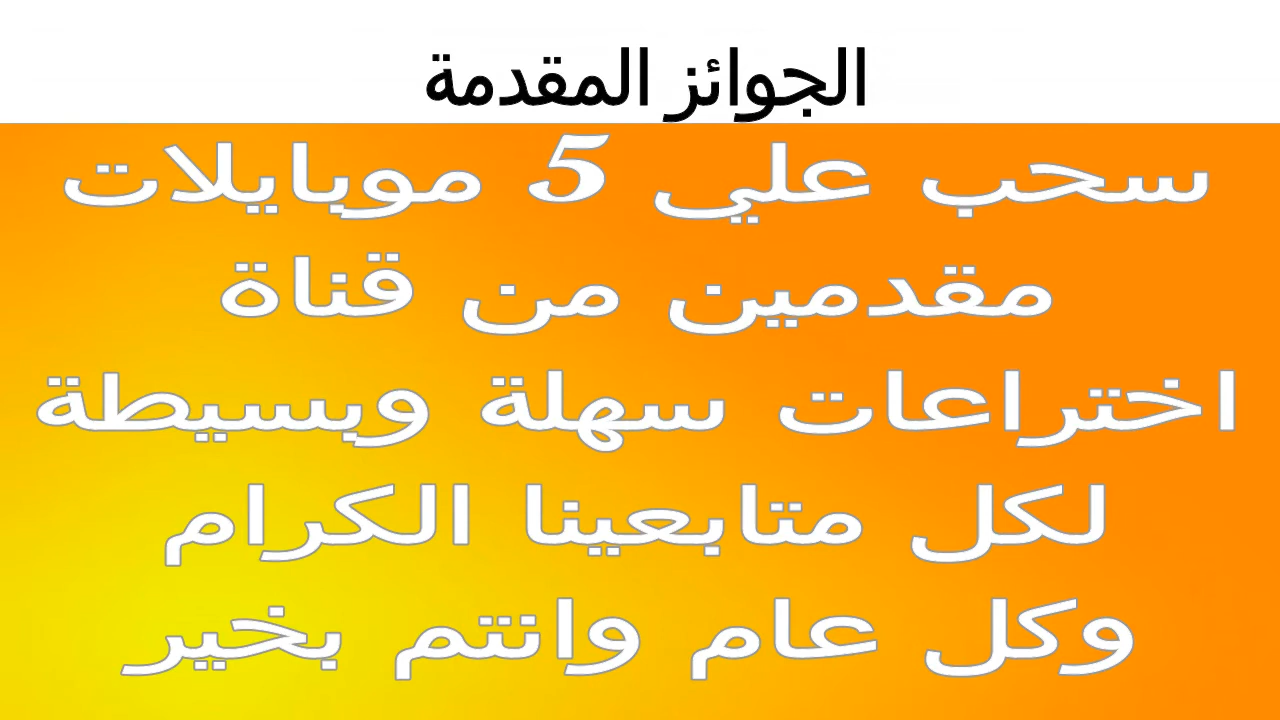 الجوائز المقدمة
سحب علي 5 موبايلات
مقدمين من قناة
اختراعات سهلة وبسيطة
لكل متابعينا الكرام
وكل عام وانتم بخير